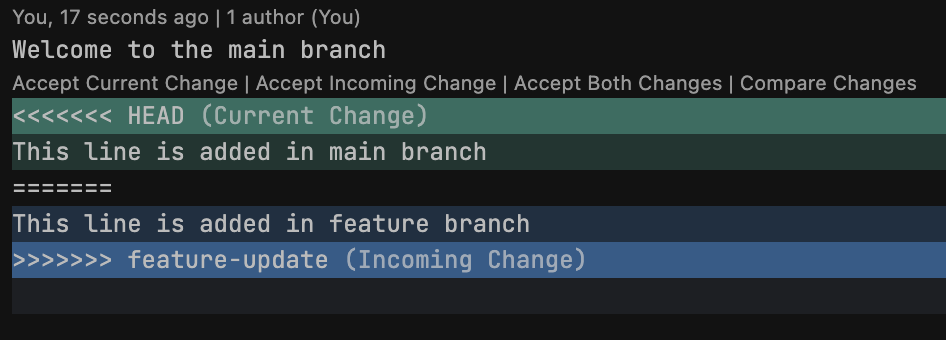 You, 17 seconds ago | 1 author (You)
Welcome to the main branch
Accept Current Change | Accept Incoming Change | Accept Both Changes | Compare Changes
<<<<<<< HEAD (Current Change)
This line is added in main branch
=======
This line is added in feature branch
>>>>>>> feature-update (Incoming Change)